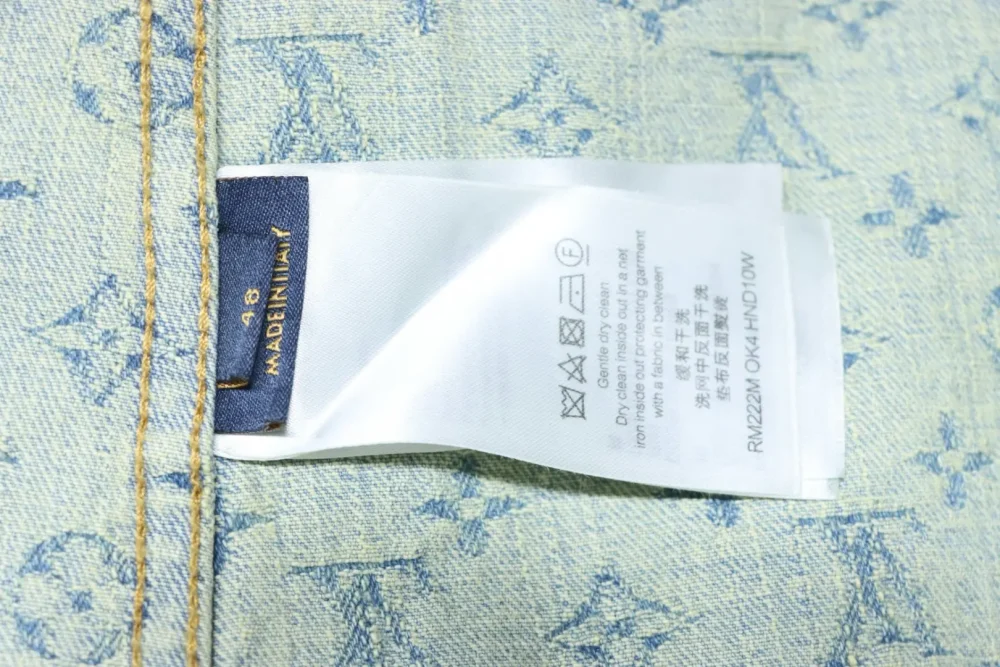 48
MADE IN ITALY
F
Gentle dry clean
Dry clean inside out in a net
iron inside out protecting garment
with a fabric in between
缓和干洗
洗网中反面干洗
垫布反面熨烫
RM222M OK4 HND10W